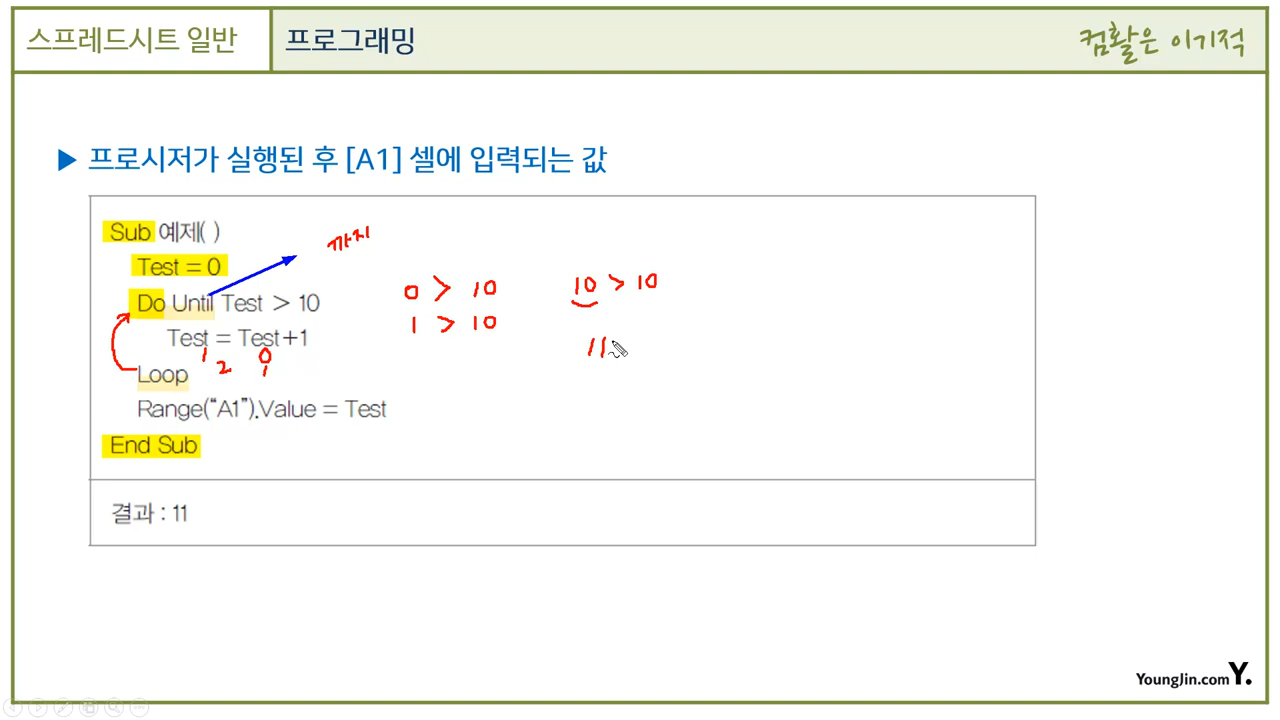 스프레드시트 일반
프로그래밍
컴활은 이기적
▶ 프로시저가 실행된 후 [A1] 셀에 입력되는 값
Sub 예제( )
까지
Test = 0
0 > 10
10 > 10
Do Until Test > 10
1 > 10
Test = Test+1
11
1 0
2 1
Loop
Range(“A1”).Value = Test
End Sub
결과 : 11
YoungJin.com Y.